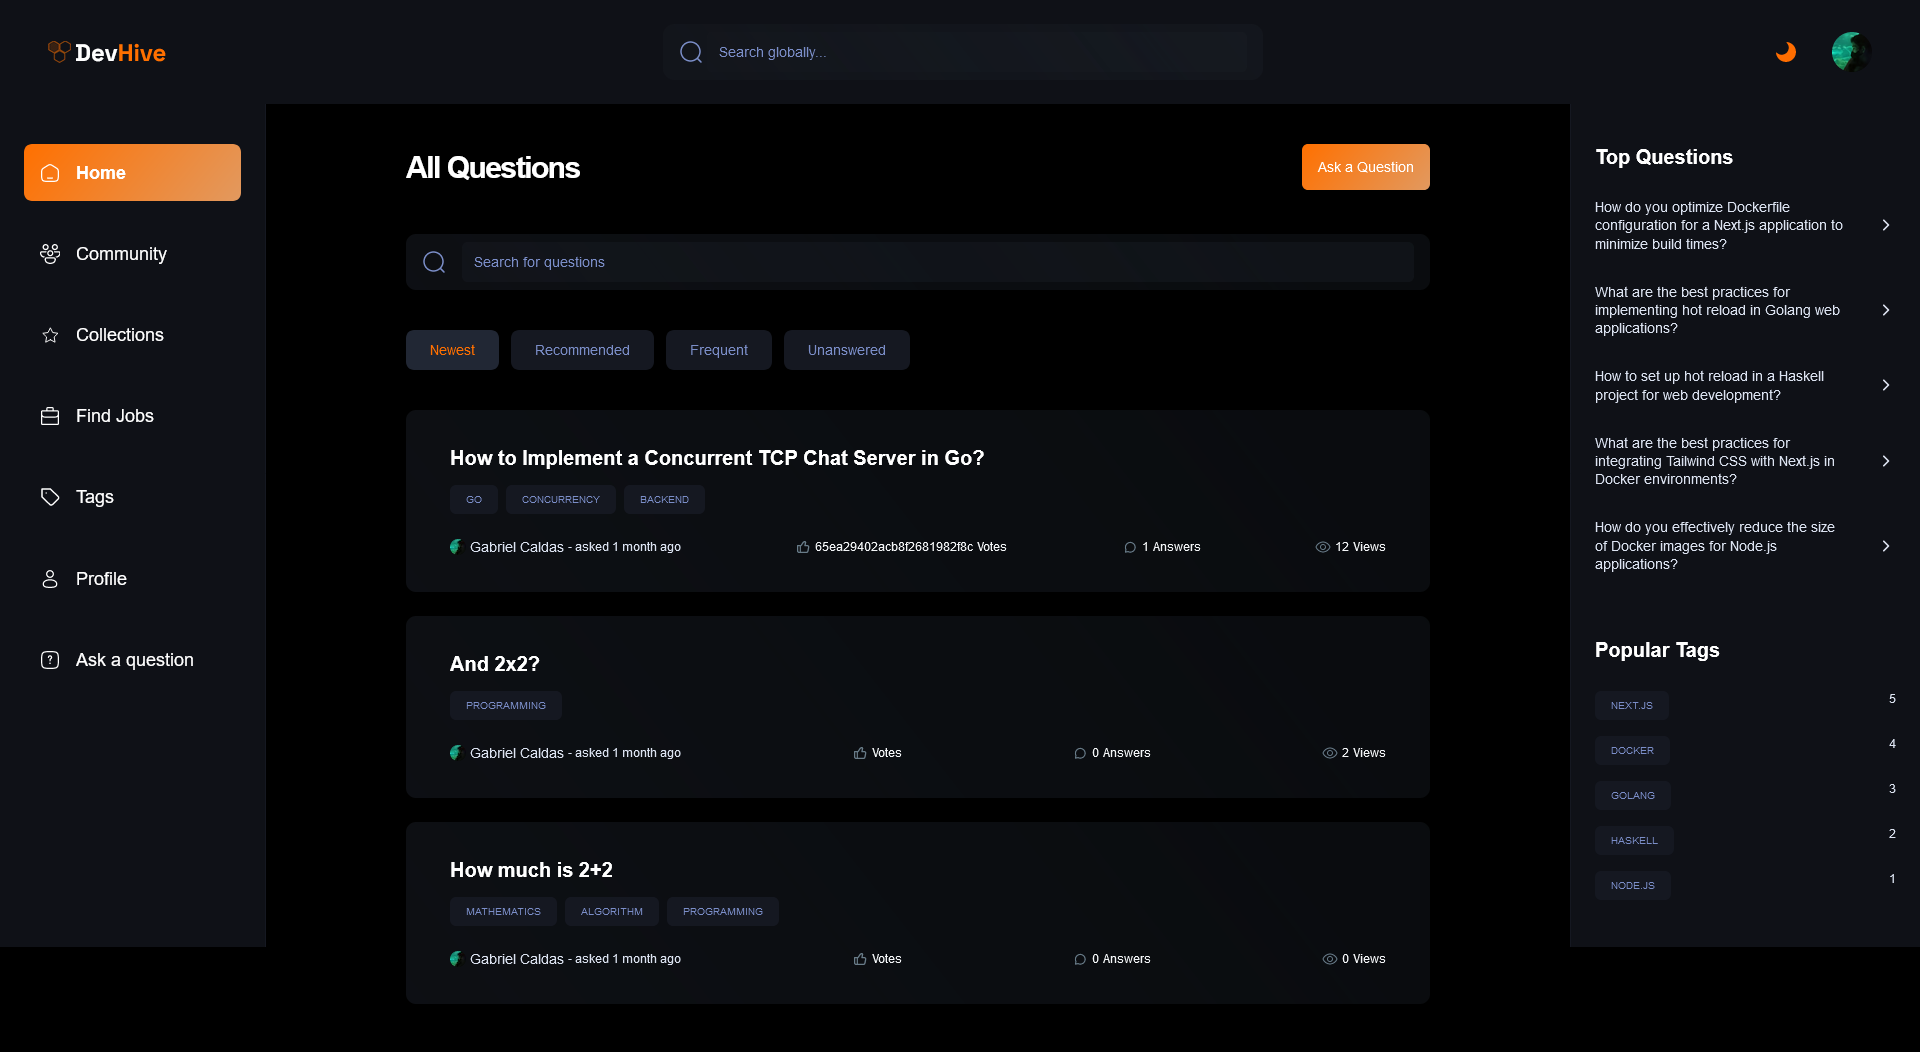 DevHive
Search globally...
Home
Community
Collections
Find Jobs
Tags
Profile
Ask a question
All Questions
Ask a Question
Search for questions
Newest
Recommended
Frequent
Unanswered
How to Implement a Concurrent TCP Chat Server in Go?
GO
CONCURRENCY
BACKEND
Gabriel Caldas - asked 1 month ago
65ea29402acb8f2681982f8c Votes
1 Answers
12 Views
And 2x2?
PROGRAMMING
Gabriel Caldas - asked 1 month ago
Votes
0 Answers
2 Views
How much is 2+2
MATHEMATICS
ALGORITHM
PROGRAMMING
Gabriel Caldas - asked 1 month ago
Votes
0 Answers
0 Views
Top Questions
How do you optimize Dockerfile
configuration for a Next.js application to
minimize build times?
What are the best practices for
implementing hot reload in Golang web
applications?
How to set up hot reload in a Haskell
project for web development?
What are the best practices for
integrating Tailwind CSS with Next.js in
Docker environments?
How do you effectively reduce the size
of Docker images for Node.js
applications?
Popular Tags
NEXT.JS
5
DOCKER
4
GOLANG
3
HASKELL
2
NODE.JS
1